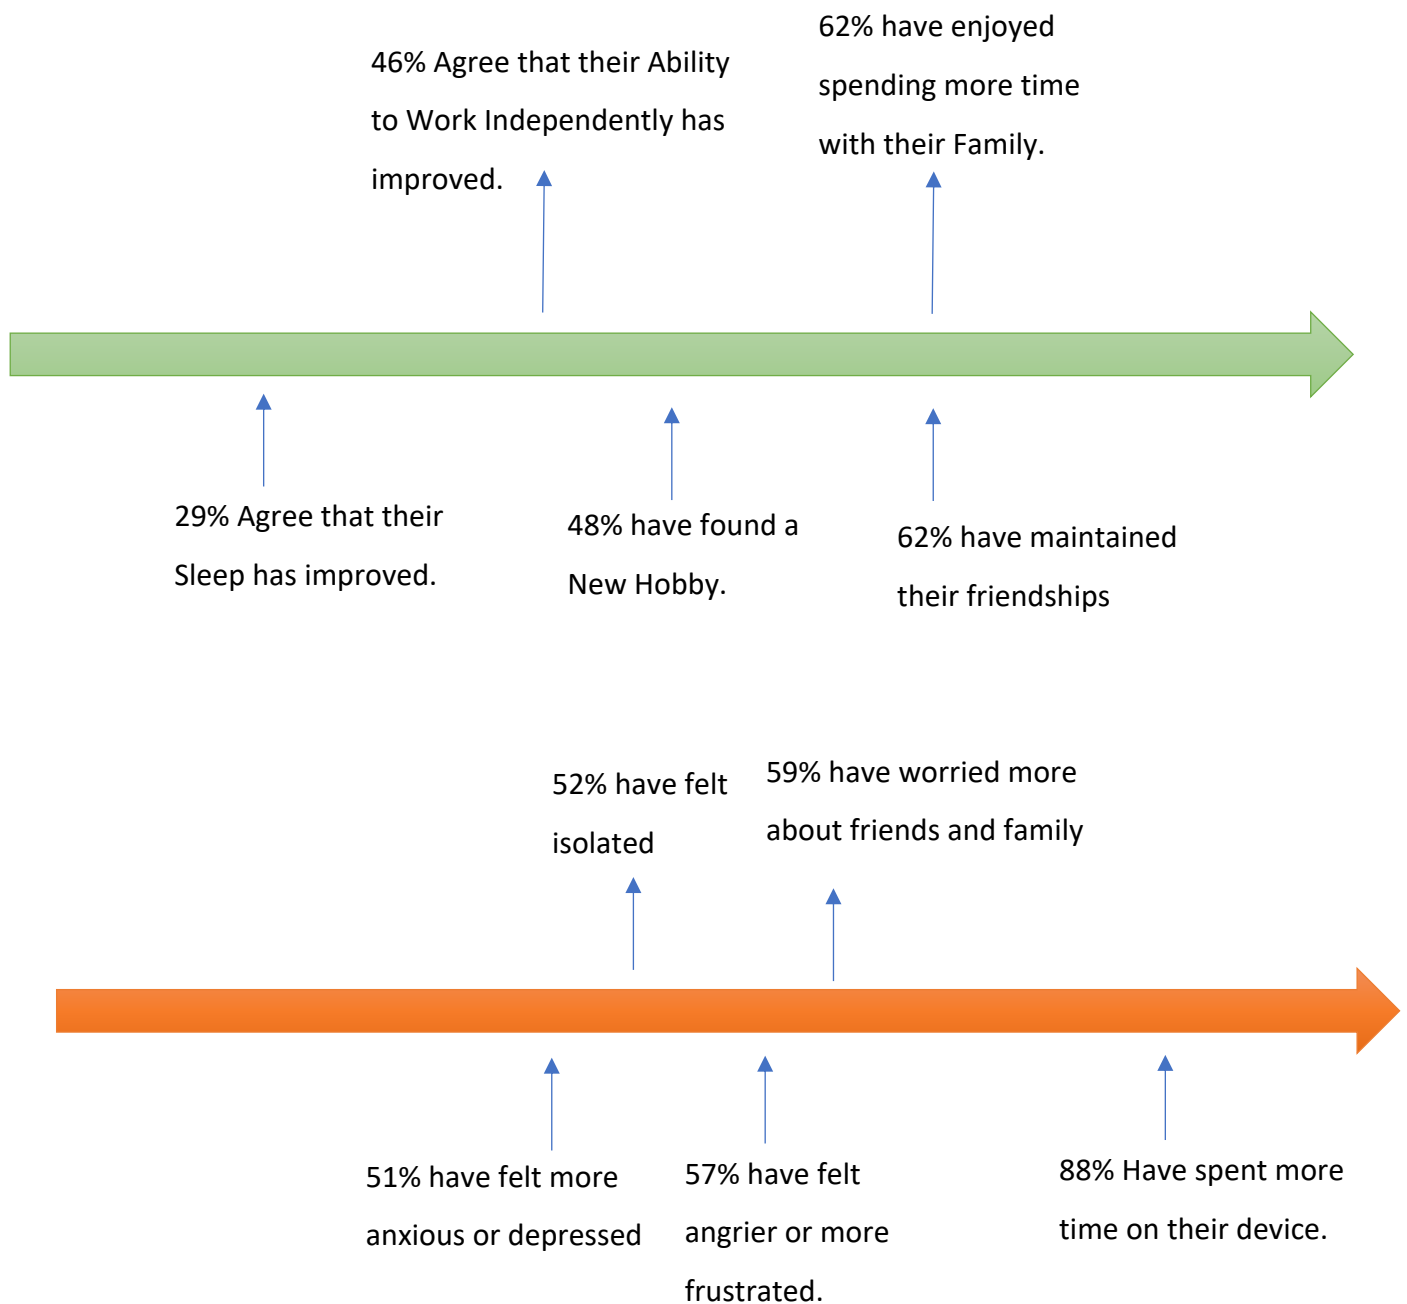 46% Agree that their Ability
to Work Independently has
improved.
62% have enjoyed
spending more time
with their Family.
29% Agree that their
Sleep has improved.
48% have found a
New Hobby.
62% have maintained
their friendships
52% have felt
isolated
59% have worried more
about friends and family
51% have felt more
anxious or depressed
57% have felt
angrier or more
frustrated.
88% Have spent more
time on their device.